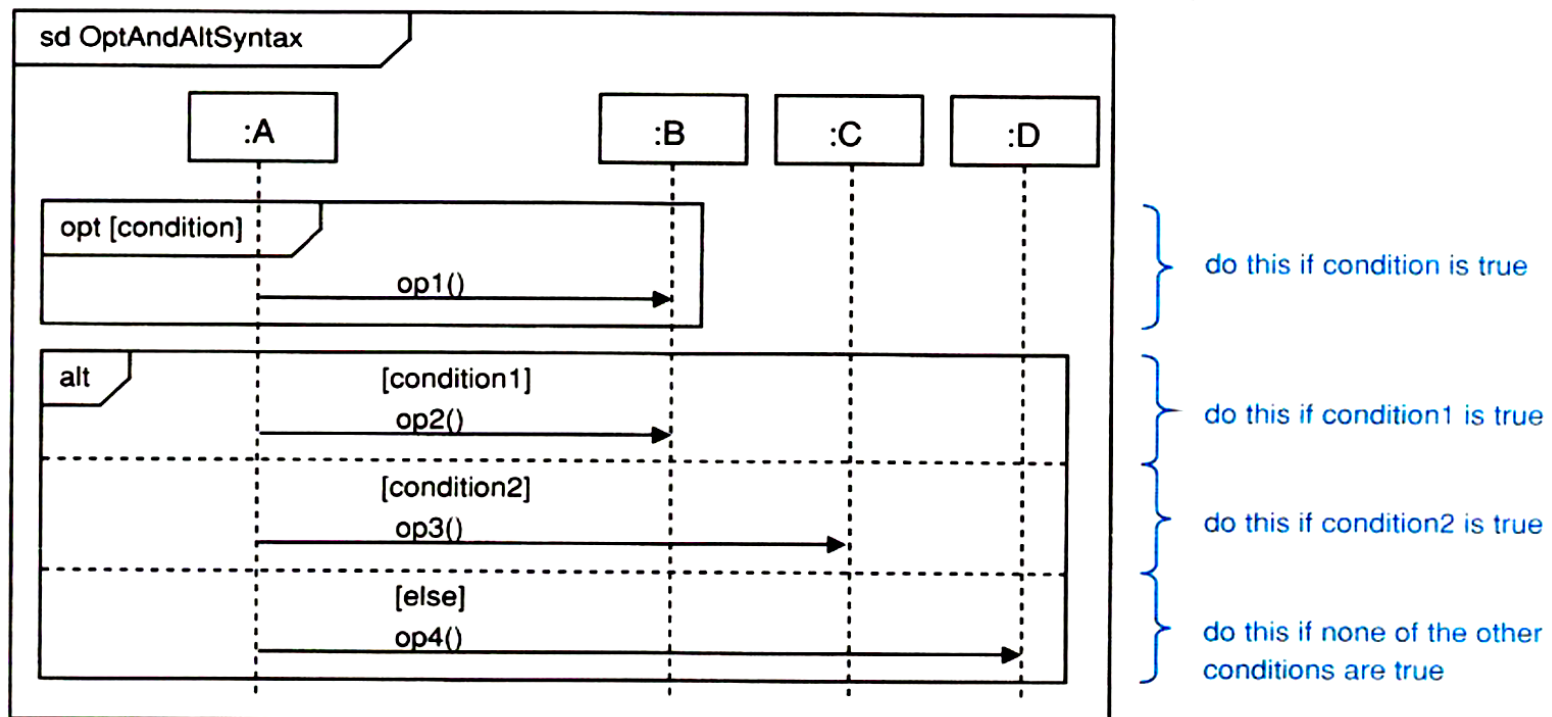 sd OptAndAltSyntax
:A
:B
:C
:D
opt [condition]
op1()
do this if condition is true
alt
[condition1]
op2()
do this if condition1 is true
[condition2]
op3()
do this if condition2 is true
[else]
op4()
do this if none of the other
conditions are true